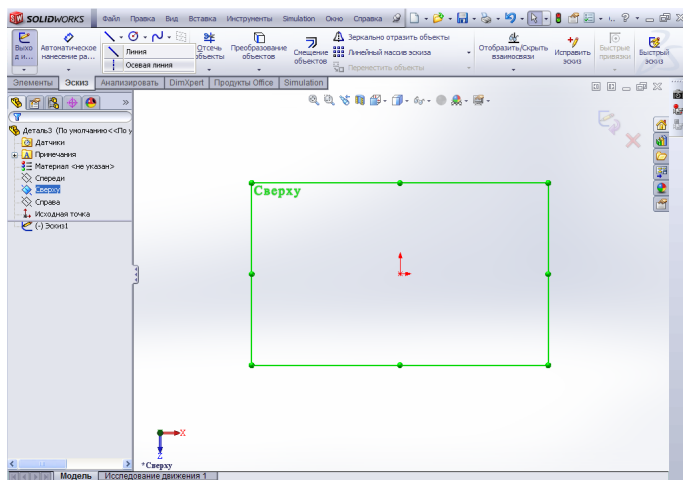 SOLIDWORKS Файл Правка Вид Вставка Инструменты Simulation Окно Справка
Выхо д и... Автоматическое нанесение ра... Линия Осевая линия Отсечь объекты Преобразование объектов Смещение объектов Зеркально отразить объекты Линейный массив эскиза Переместить объекты Отобразить/Скрыть взаимосвязи Исправить эскиз Быстрые привязки Быстрый эскиз
Элементы Эскиз Анализировать DimXpert Продукты Office Simulation
Деталь3 (По умолчанию<<По у
Датчики
Примечания
Материал <не указан>
Спереди
Сверху
Справа
Исходная точка
(-) Эскиз1
Сверху
X
Z
*Сверху
Модель Исследование движения 1